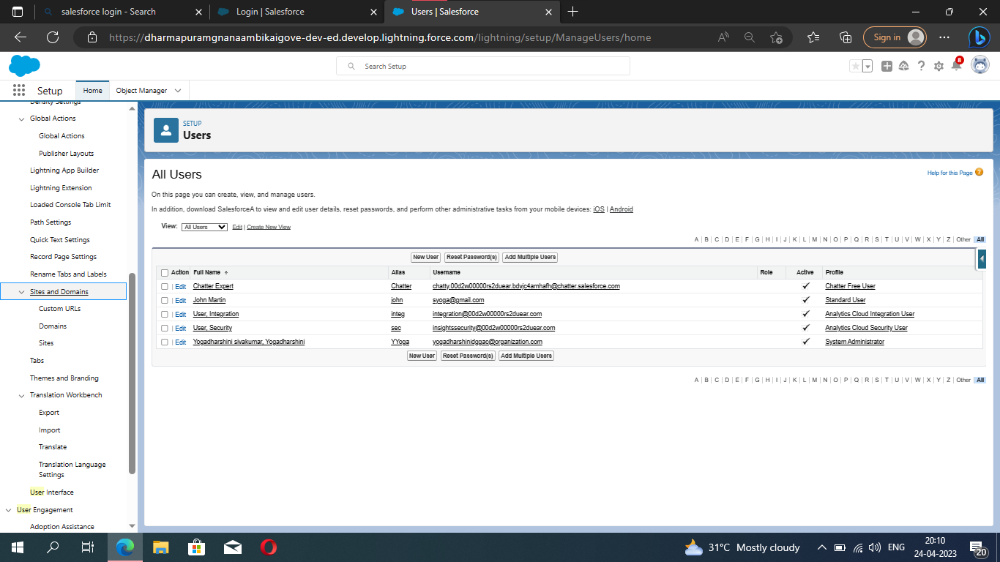 salesforce login - Search
Login | Salesforce
Users | Salesforce
https://dharmapuramgnanaambikaigove-dev-ed.develop.lightning.force.com/lightning/setup/ManageUsers/home
Sign in
Search Setup
8
Setup
Home
Object Manager
Density Settings
Global Actions
Global Actions
Publisher Layouts
Lightning App Builder
Lightning Extension
Loaded Console Tab Limit
Path Settings
Quick Text Settings
Record Page Settings
Rename Tabs and Labels
Sites and Domains
Custom URLs
Domains
Sites
Tabs
Themes and Branding
Translation Workbench
Export
Import
Translate
Translation Language
Settings
User Interface
User Engagement
Adoption Assistance
SETUP
Users
All Users
Help for this Page ?
On this page you can create, view, and manage users.
In addition, download SalesforceA to view and edit user details, reset passwords, and perform other administrative tasks from your mobile devices: iOS | Android
View: All Users Edit | Create New View
A | B | C | D | E | F | G | H | I | J | K | L | M | N | O | P | Q | R | S | T | U | V | W | X | Y | Z | Other | All
New User Reset Password(s) Add Multiple Users
Action Full Name ↑ Alias Username Role Active Profile
| Edit Chatter Expert Chatter chatty.00d2w00000rs2duear.bdvjc4amhafh@chatter.salesforce.com ✓ Chatter Free User
| Edit John Martin john syoga@gmail.com ✓ Standard User
| Edit User, Integration integ integration@00d2w00000rs2duear.com ✓ Analytics Cloud Integration User
| Edit User, Security sec insightssecurity@00d2w00000rs2duear.com ✓ Analytics Cloud Security User
| Edit Yogadharshini sivakumar, Yogadharshini YYoga yogadharshinidggac@organization.com ✓ System Administrator
New User Reset Password(s) Add Multiple Users
A | B | C | D | E | F | G | H | I | J | K | L | M | N | O | P | Q | R | S | T | U | V | W | X | Y | Z | Other | All
31°C Mostly cloudy
ENG
20:10
24-04-2023
20